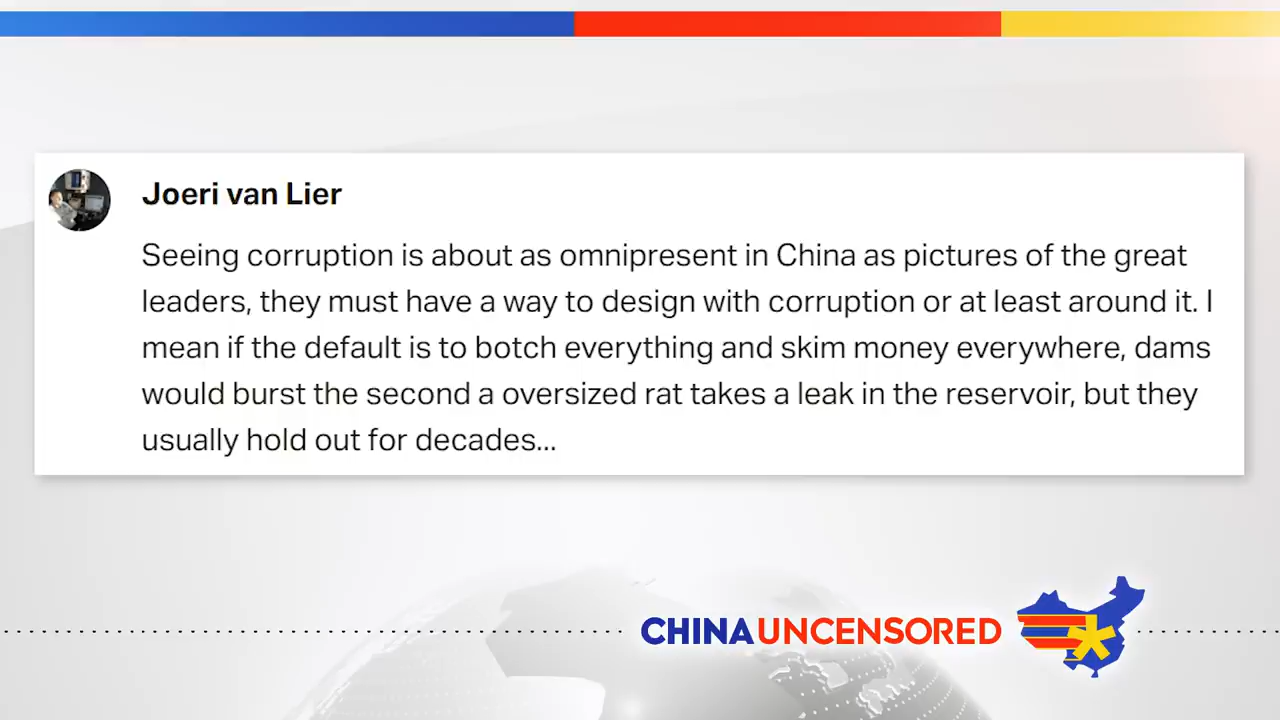 Joeri van Lier
Seeing corruption is about as omnipresent in China as pictures of the great
leaders, they must have a way to design with corruption or at least around it. I
mean if the default is to botch everything and skim money everywhere, dams
would burst the second a oversized rat takes a leak in the reservoir, but they
usually hold out for decades...
CHINAUNCENSORED